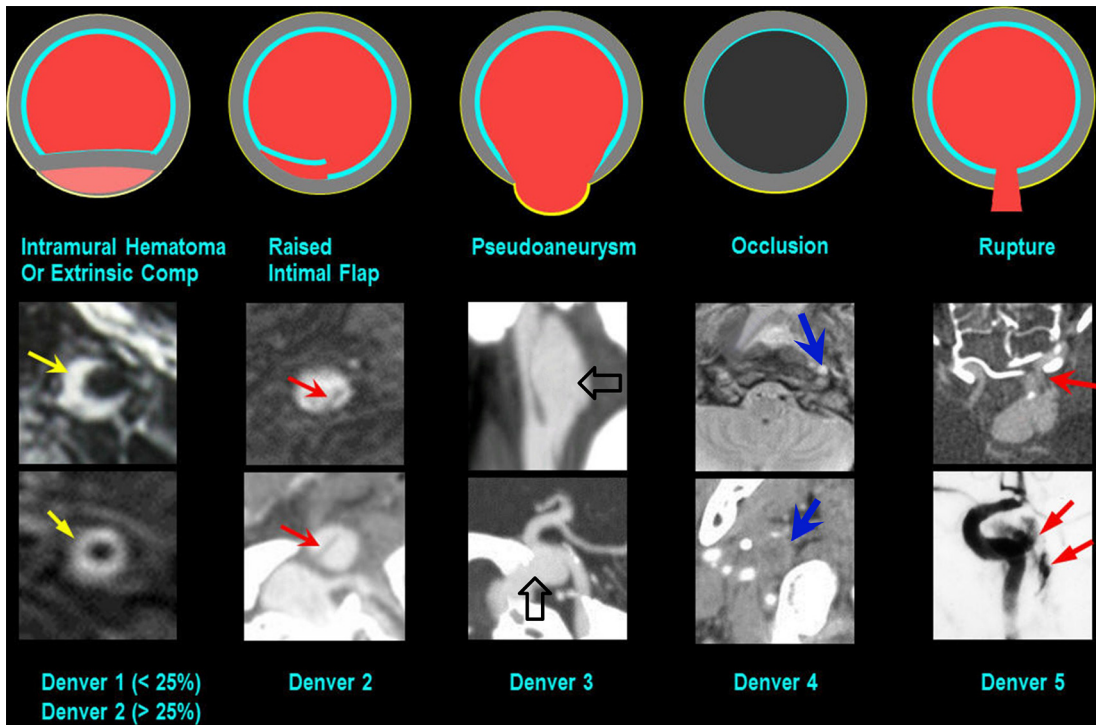 Intramural Hematoma
Or Extrinsic Comp
Raised
Intimal Flap
Pseudoaneurysm
Occlusion
Rupture
Denver 1 (< 25%)
Denver 2 (> 25%)
Denver 2
Denver 3
Denver 4
Denver 5